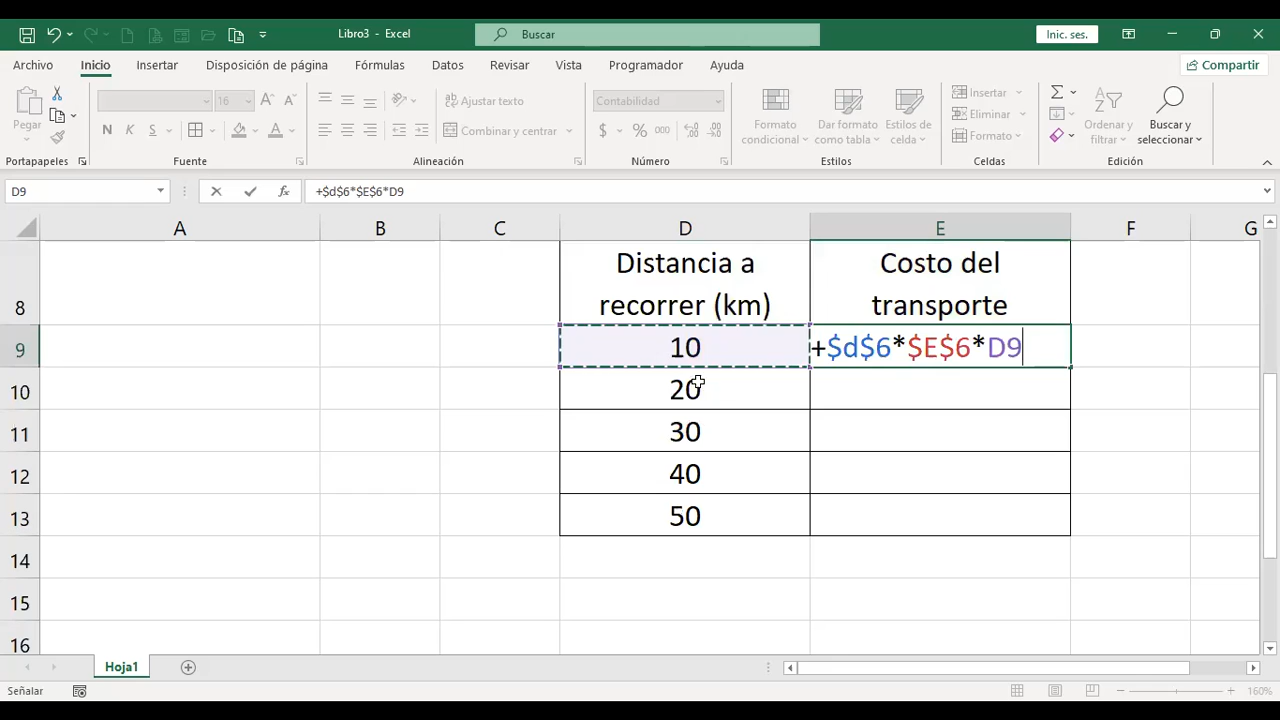 Libro3 - Excel
Buscar
Inic. ses.
Archivo Inicio Insertar Disposición de página Fórmulas Datos Revisar Vista Programador Ayuda
Compartir
Pegar
16
A A
N K S A
Ajustar texto
Combinar y centrar
Contabilidad
$ % 000
Formato condicional
Dar formato como tabla
Estilos de celda
Insertar
Eliminar
Formato
Ordenar y filtrar
Buscar y seleccionar
Portapapeles Fuente Alineación Número Estilos Celdas Edición
D9
fx
+$d$6*$E$6*D9
A B C D E F G
8 Distancia a Costo del
recorrer (km) transporte
9 10 +$d$6*$E$6*D9
10 20
11 30
12 40
13 50
14
15
16
Hoja1
Señalar
160%